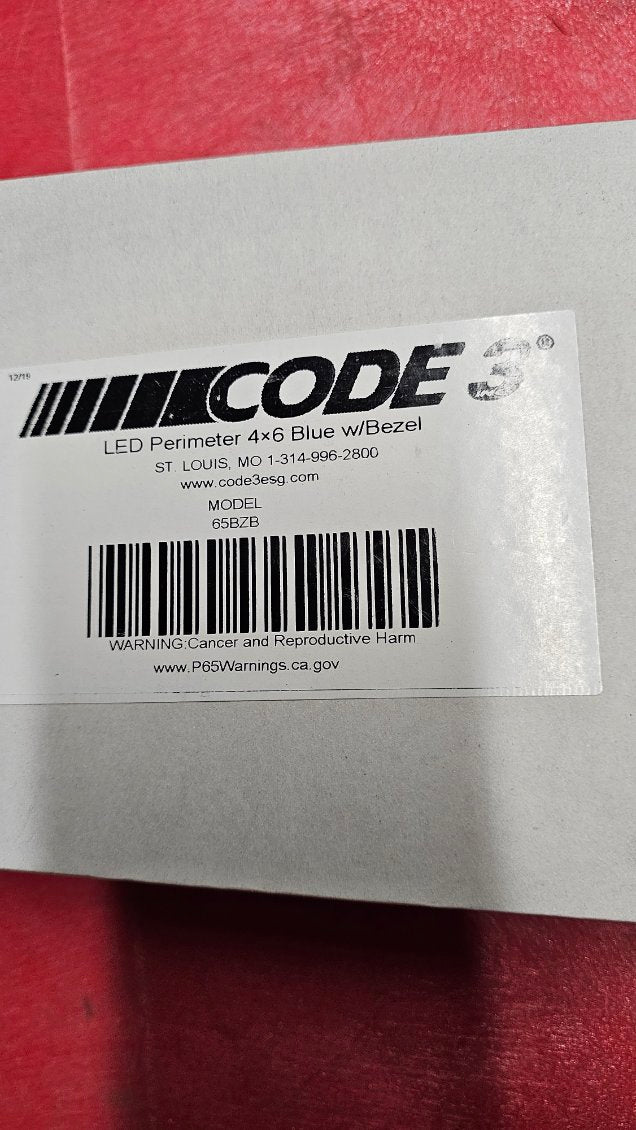 12/19
CODE 3®
LED Perimeter 4×6 Blue w/Bezel
ST. LOUIS, MO 1-314-996-2800
www.code3esg.com
MODEL
65BZB
WARNING:Cancer and Reproductive Harm
www.P65Warnings.ca.gov